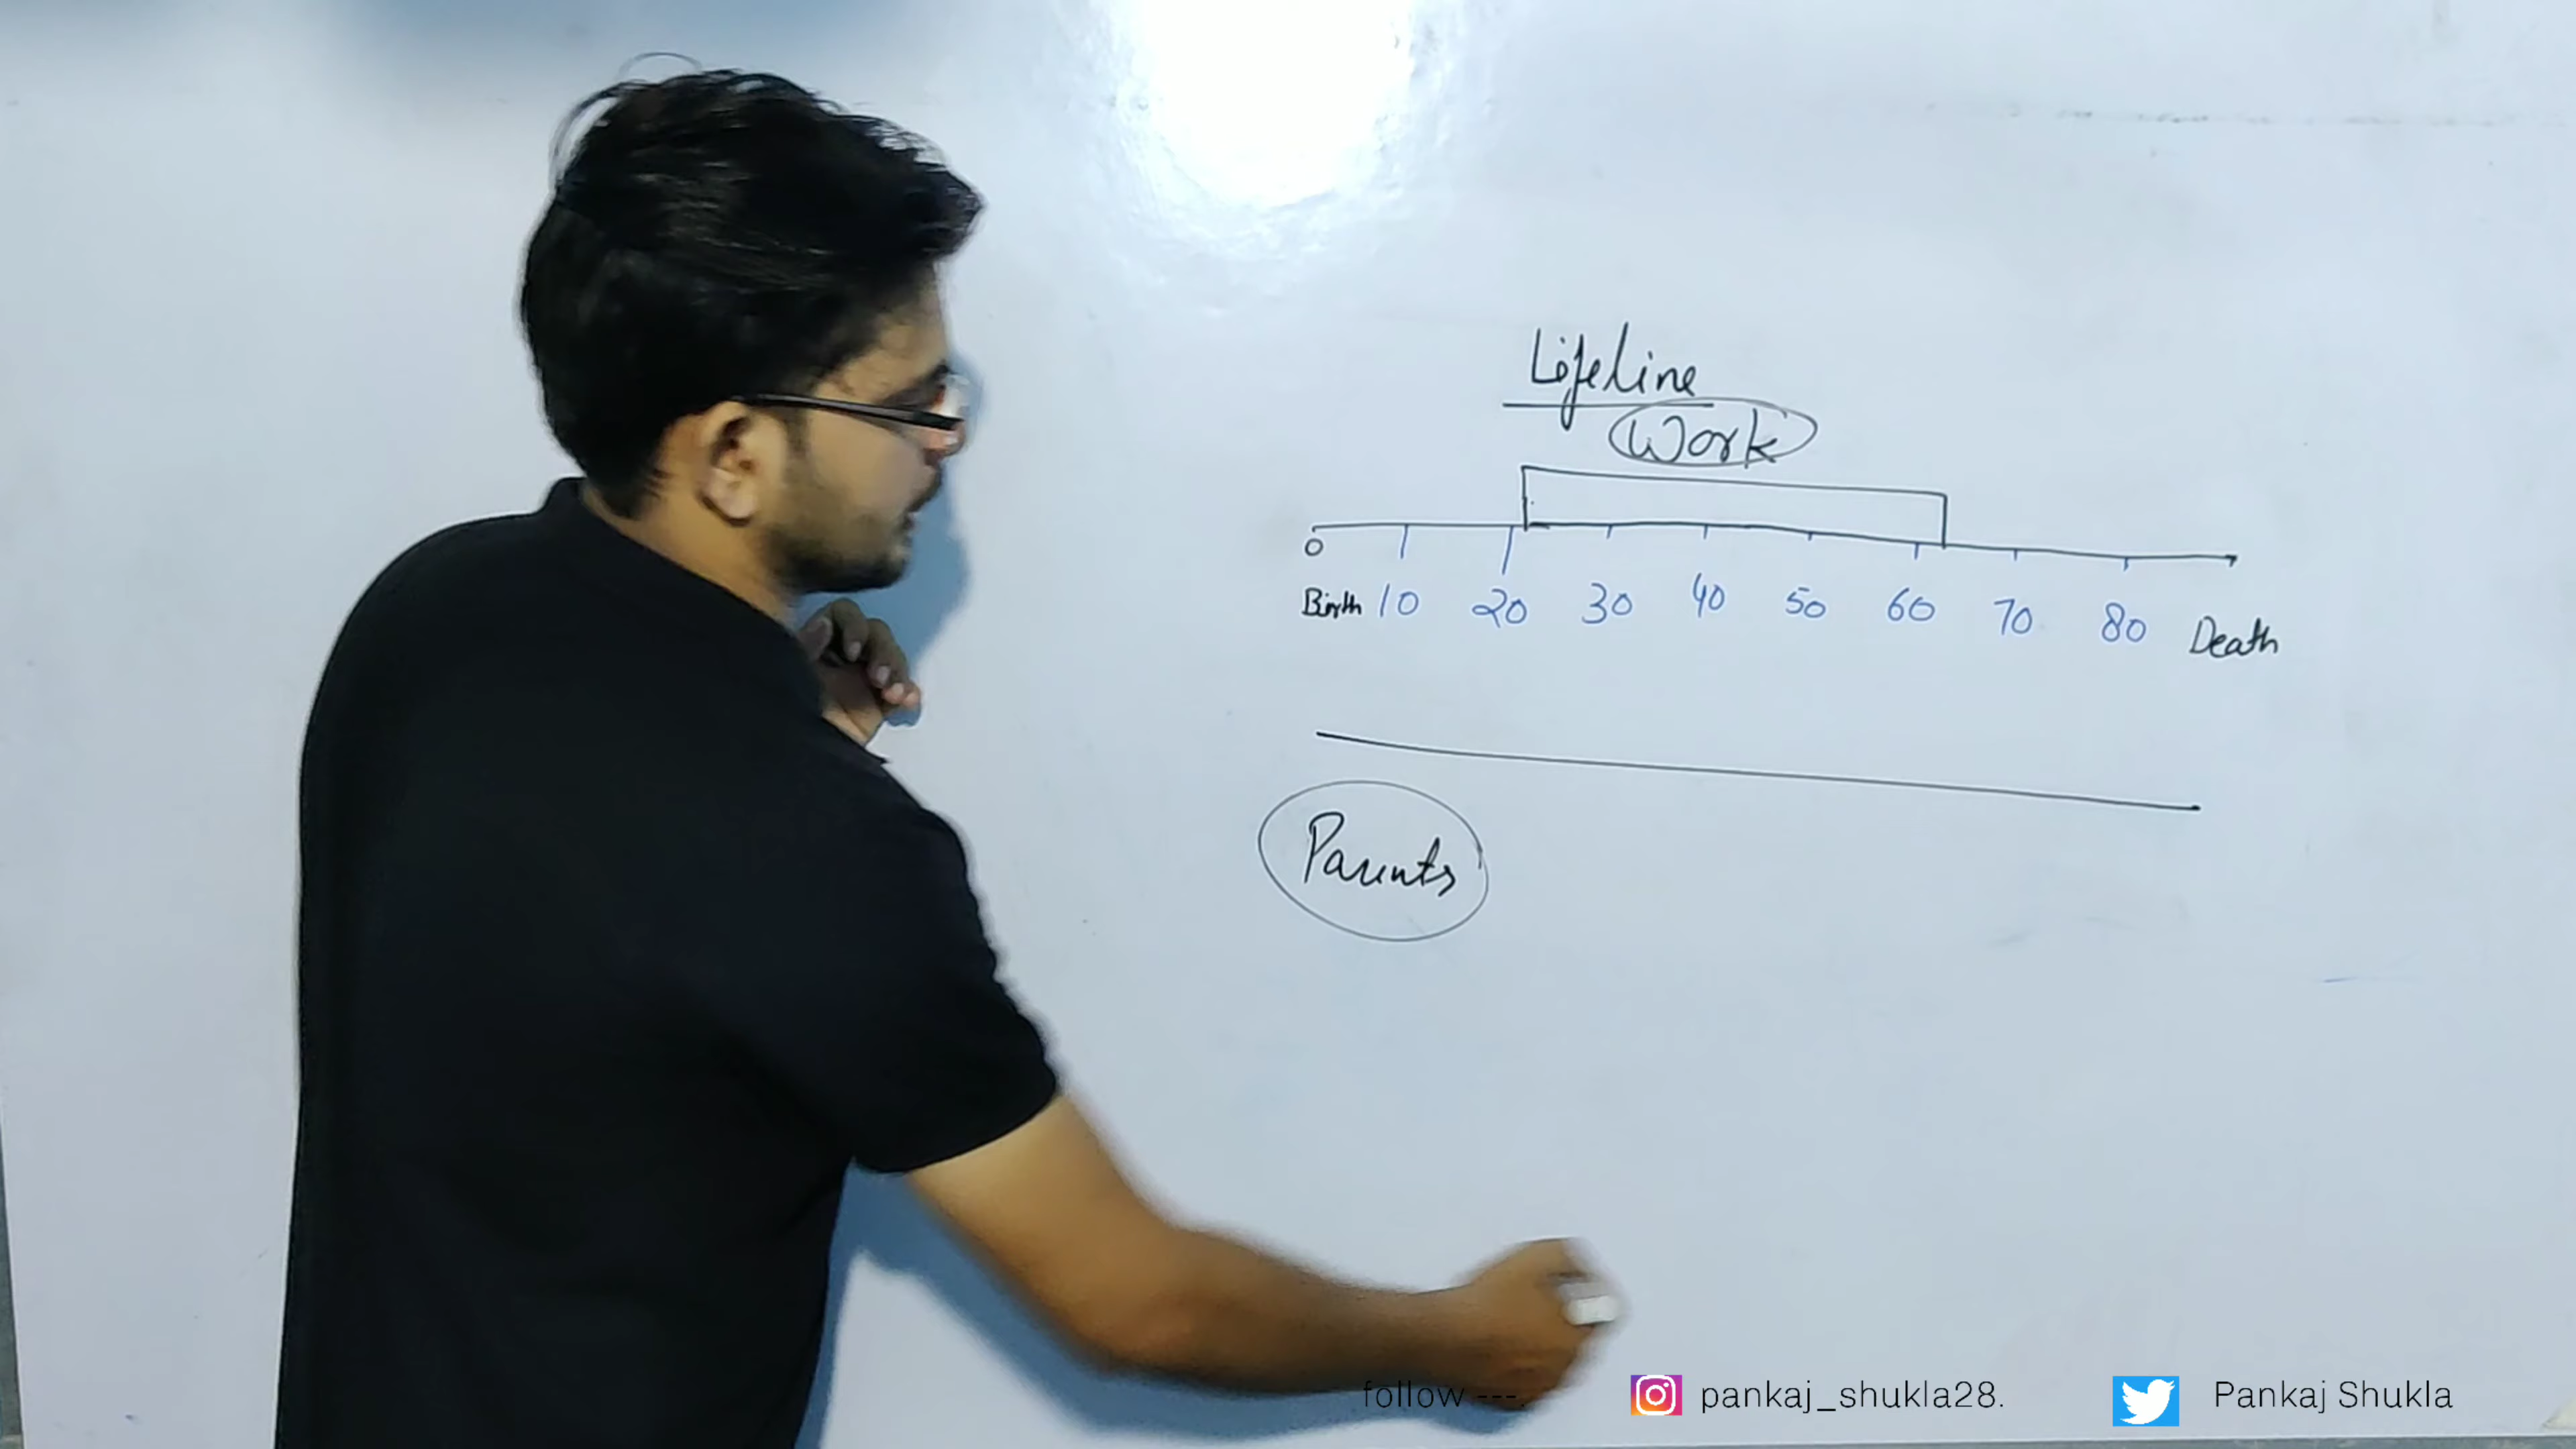 Lifeline
Work
0
Birth 10 20 30 40 50 60 70 80 Death
Parents
follow ---.
pankaj_shukla28.
Pankaj Shukla